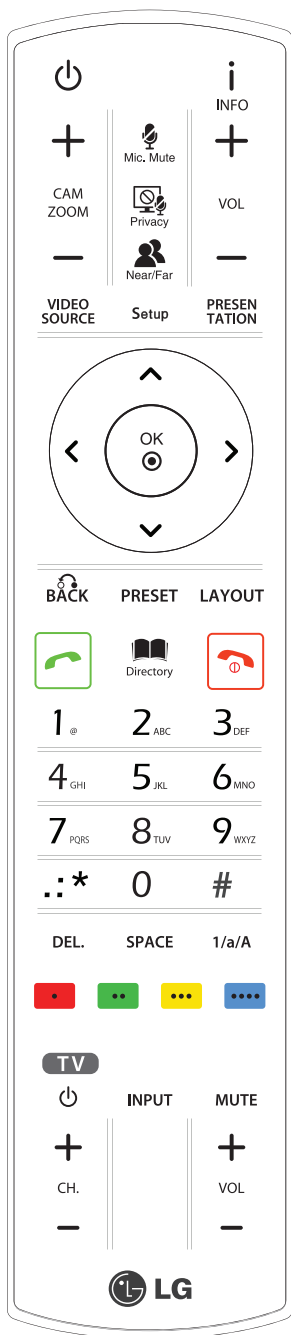 i
INFO
Mic. Mute
CAM
ZOOM
Privacy
VOL
Near/Far
VIDEO
SOURCE
Setup
PRESEN
TATION
OK
BACK PRESET LAYOUT
Directory
1 @ 2 ABC 3 DEF
4 GHI 5 JKL 6 MNO
7 PQRS 8 TUV 9 WXYZ
.:* 0 #
DEL. SPACE 1/a/A
TV
INPUT MUTE
CH. VOL
LG